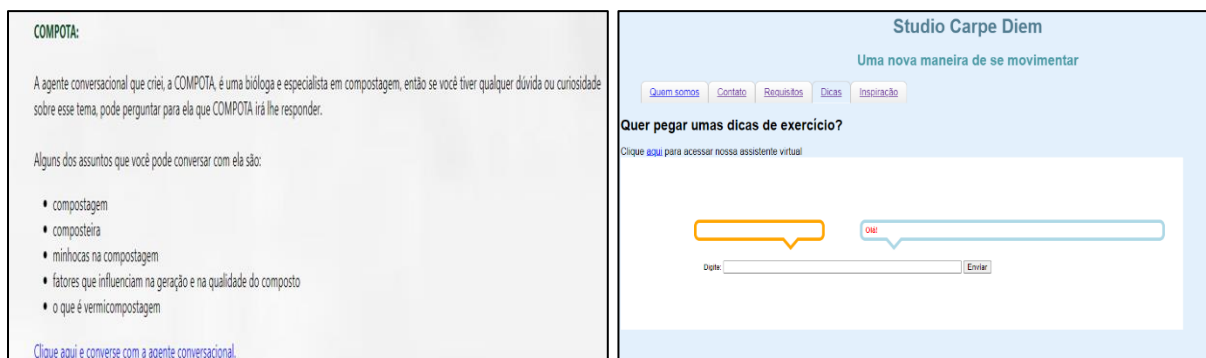 COMPOTA:
A agente conversacional que criei, a COMPOTA, é uma bióloga e especialista em compostagem, então se você tiver qualquer dúvida ou curiosidade
sobre esse tema, pode perguntar para ela que COMPOTA irá lhe responder.
Alguns dos assuntos que você pode conversar com ela são:
• compostagem
• composteira
• minhocas na compostagem
• fatores que influenciam na geração e na qualidade do composto
• o que é vermicompostagem
Clique aqui e converse com a agente conversacional.
Studio Carpe Diem
Uma nova maneira de se movimentar
Quem somos Contato Requisitos Dicas Inspiracão
Quer pegar umas dicas de exercício?
Clique aqui para acessar nossa assistente virtual
Olá!
Digite: Enviar